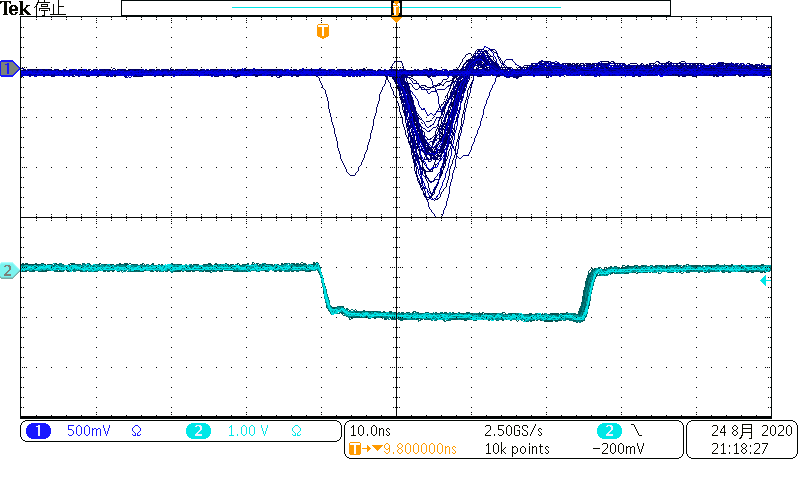 Tek 停止
T
1
2
1 500mV Ω 2 1.00 V Ω
10.0ns 2.50GS/s 2
T→▼9.800000ns 10k points −200mV
24 8月 2020
21:18:27